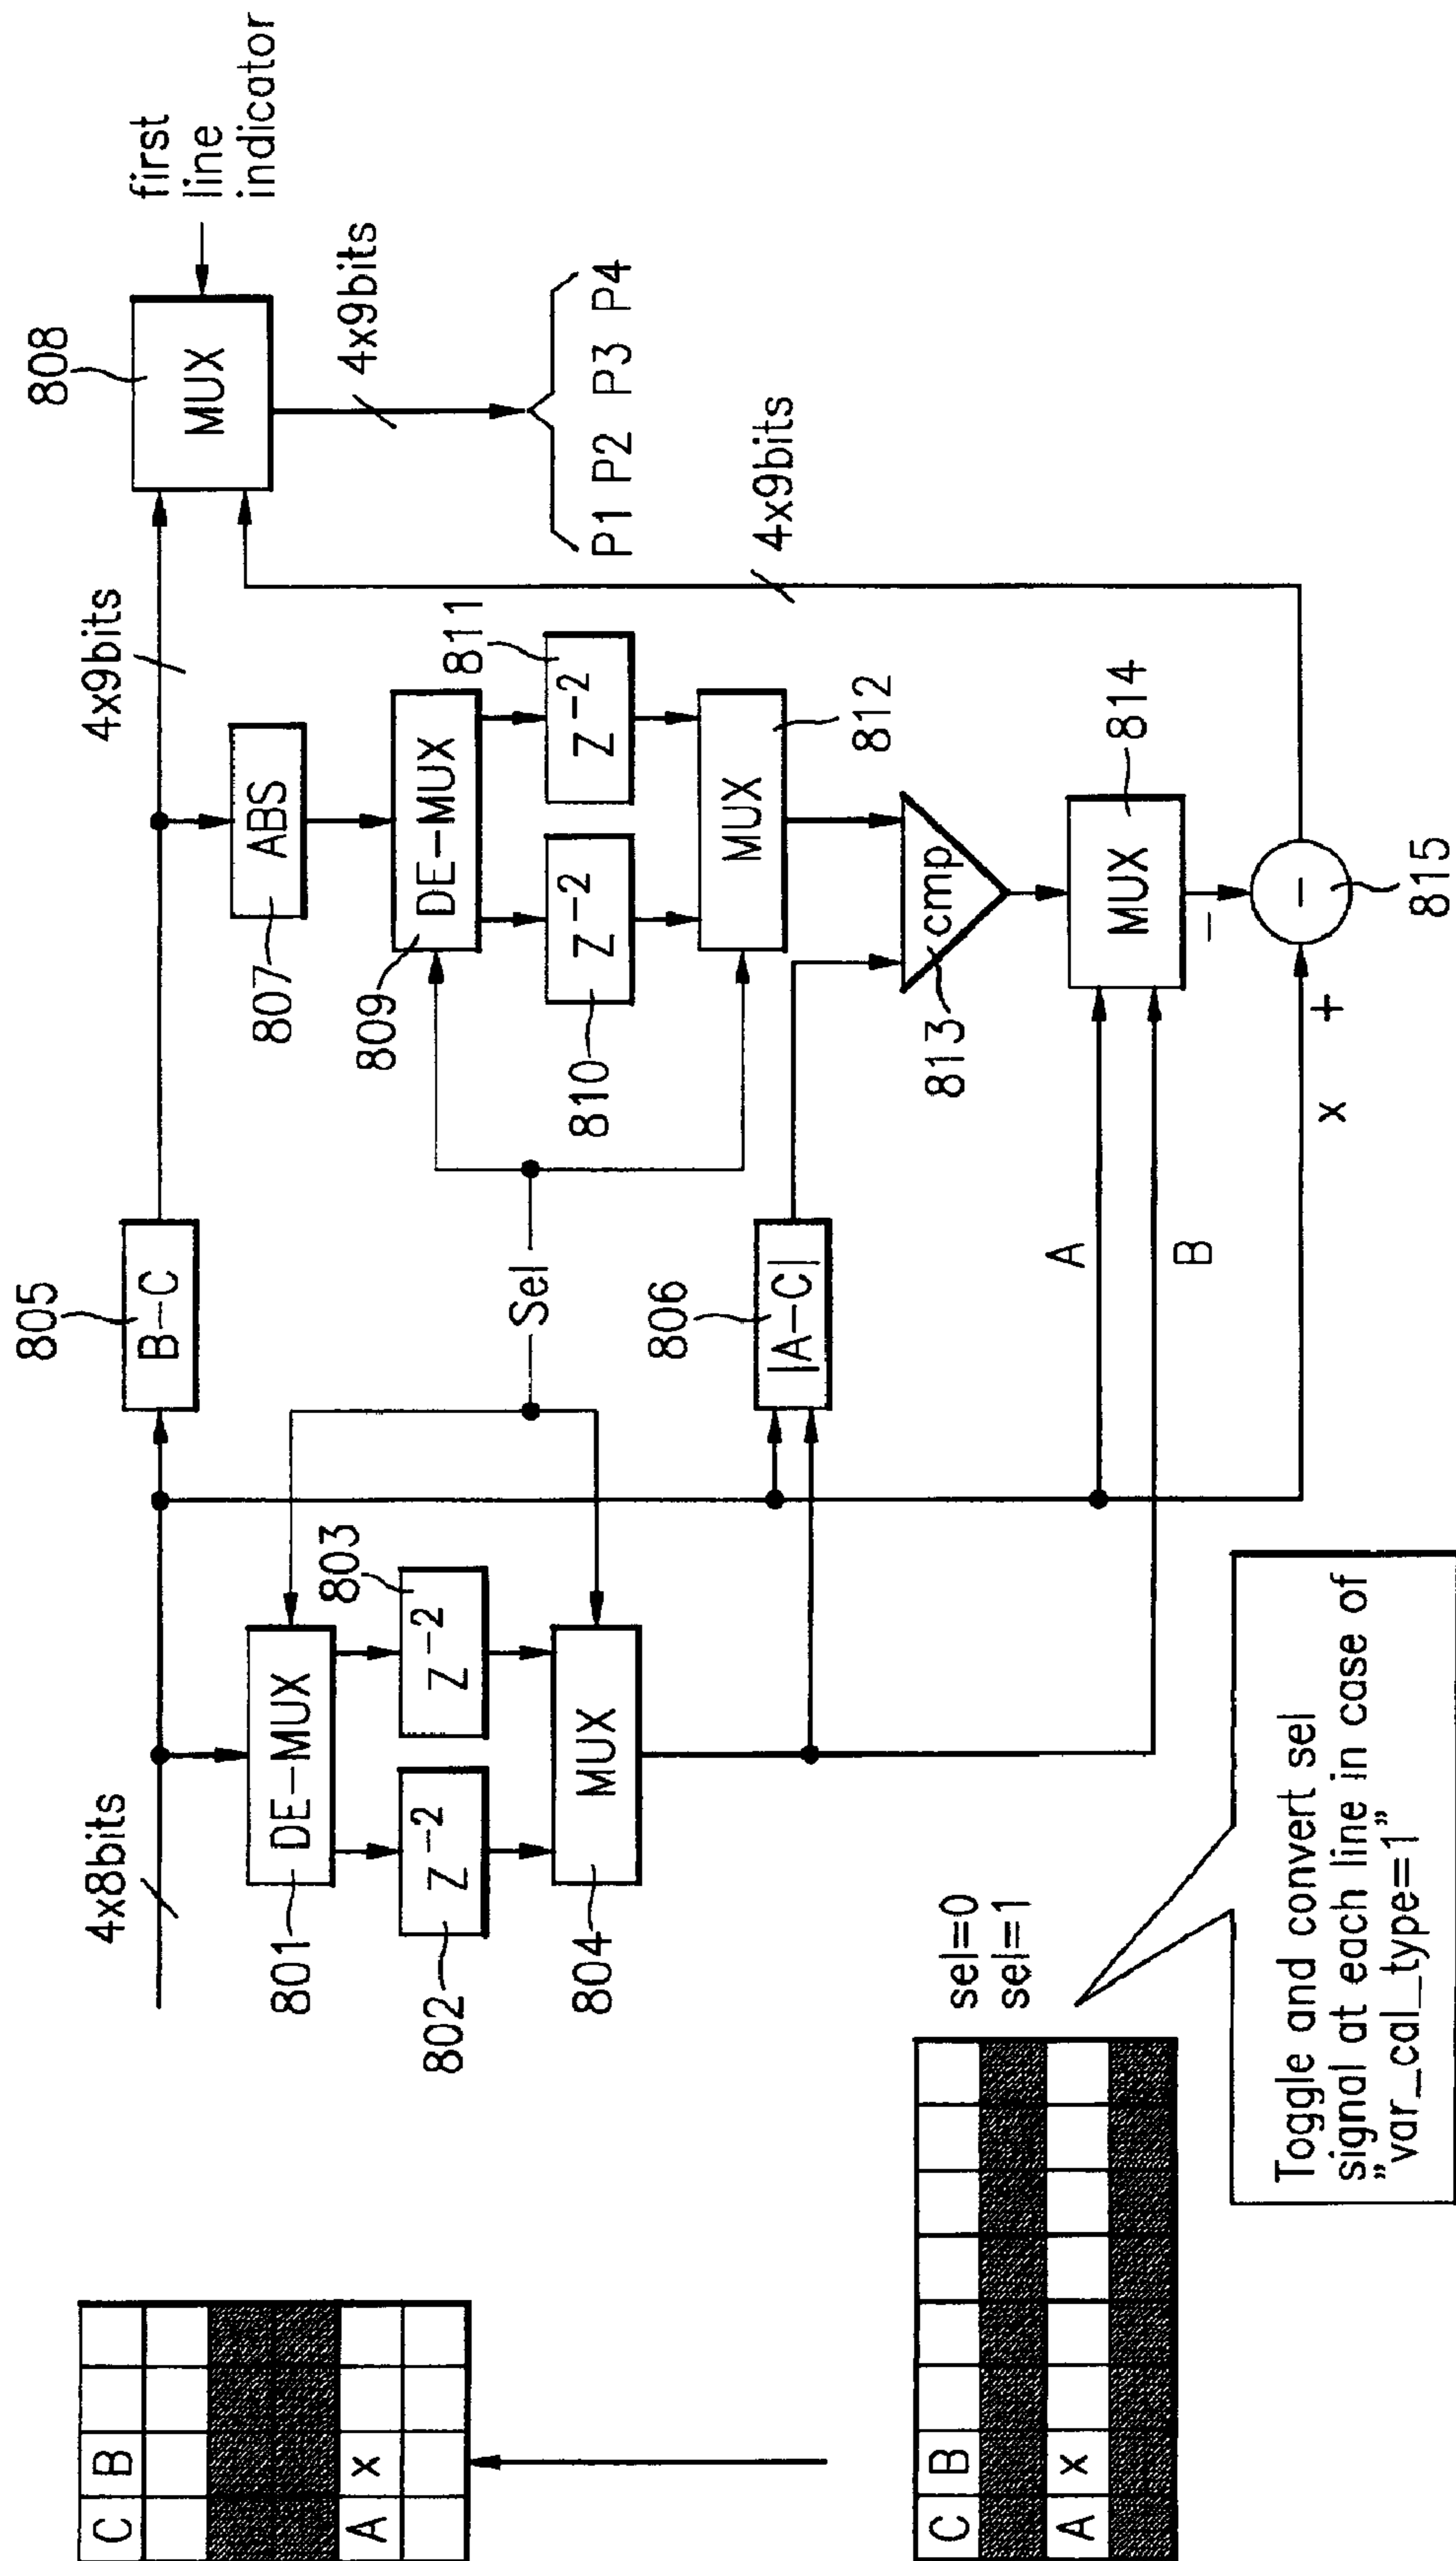 4x8bits
801
DE-MUX
802
Z⁻²
803
Z⁻²
804
MUX
805
B-C
Sel
806
|A-C|
4x9bits
807
ABS
809
DE-MUX
810
Z⁻²
811
Z⁻²
812
MUX
813
cmp
A
B
814
MUX
−
x
+
−
815
4x9bits
808
MUX
first
line
indicator
4x9bits
P1 P2 P3 P4
C B
A x
C B
A x
sel=0
sel=1
Toggle and convert sel
signal at each line in case of
"var_cal_type=1"